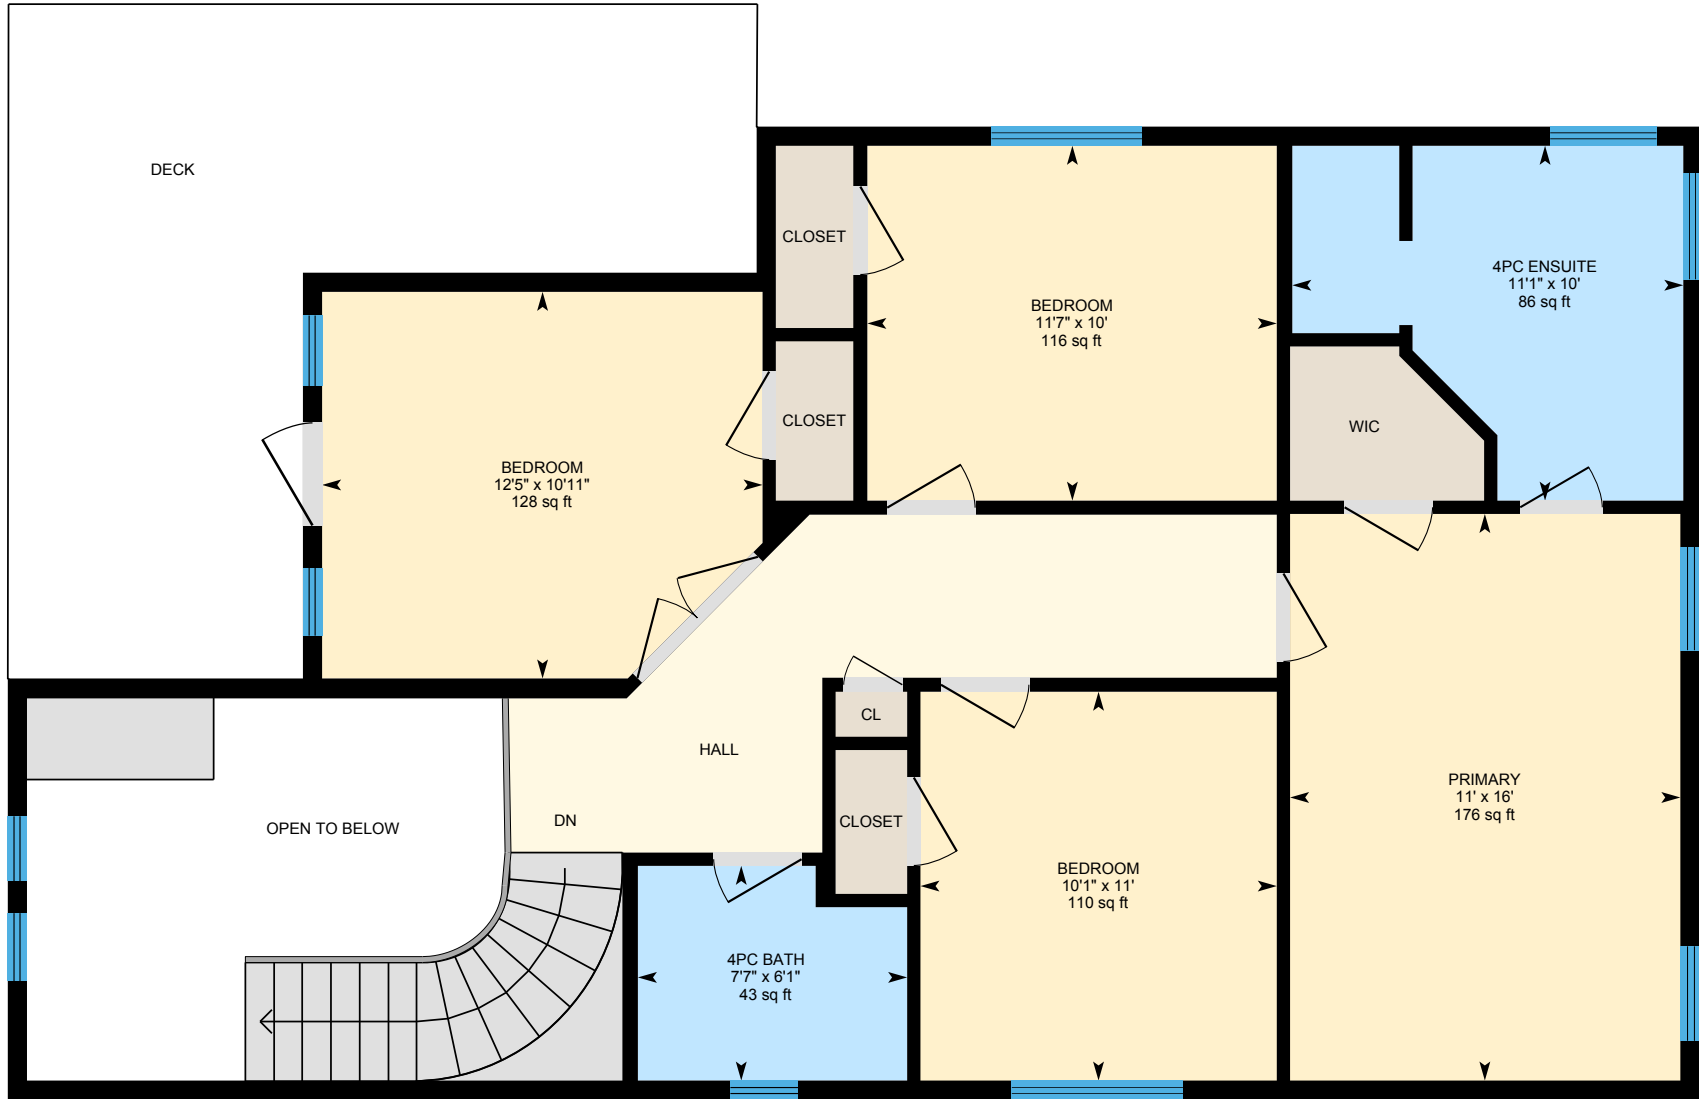 DECK
CLOSET
BEDROOM
11'7" x 10'
116 sq ft
4PC ENSUITE
11'1" x 10'
86 sq ft
BEDROOM
12'5" x 10'11"
128 sq ft
CLOSET
WIC
HALL
CL
PRIMARY
11' x 16'
176 sq ft
OPEN TO BELOW
DN
CLOSET
BEDROOM
10'1" x 11'
110 sq ft
4PC BATH
7'7" x 6'1"
43 sq ft